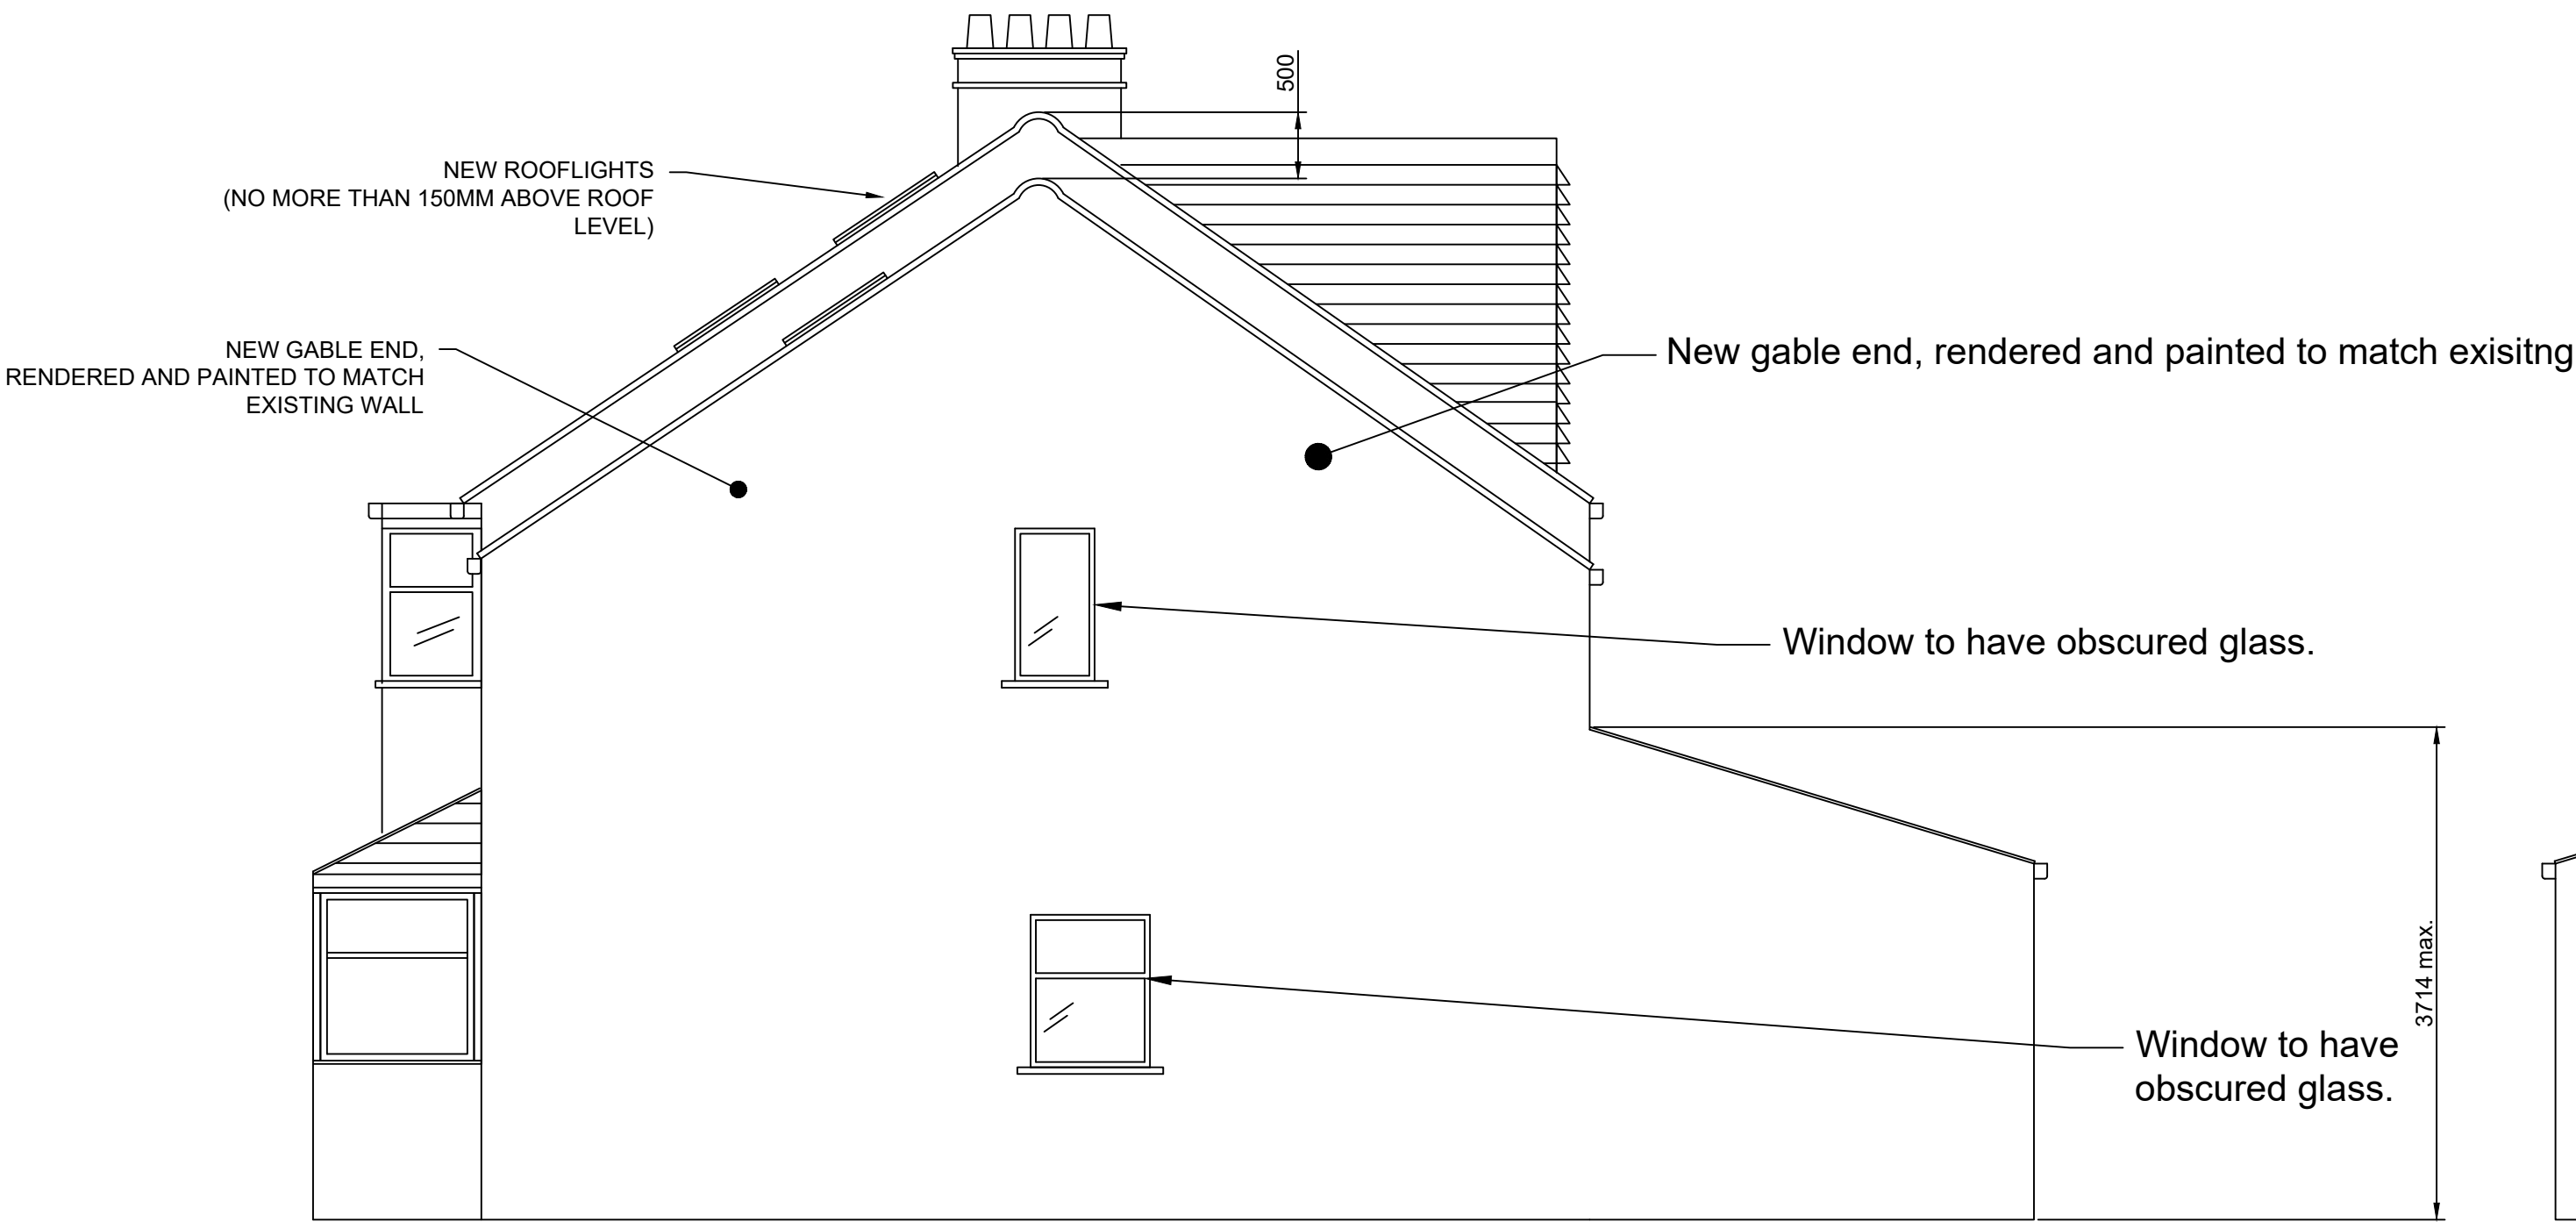 500
NEW ROOFLIGHTS
(NO MORE THAN 150MM ABOVE ROOF
LEVEL)
NEW GABLE END,
RENDERED AND PAINTED TO MATCH
EXISTING WALL
New gable end, rendered and painted to match exisitng
Window to have obscured glass.
3714 max.
Window to have
obscured glass.